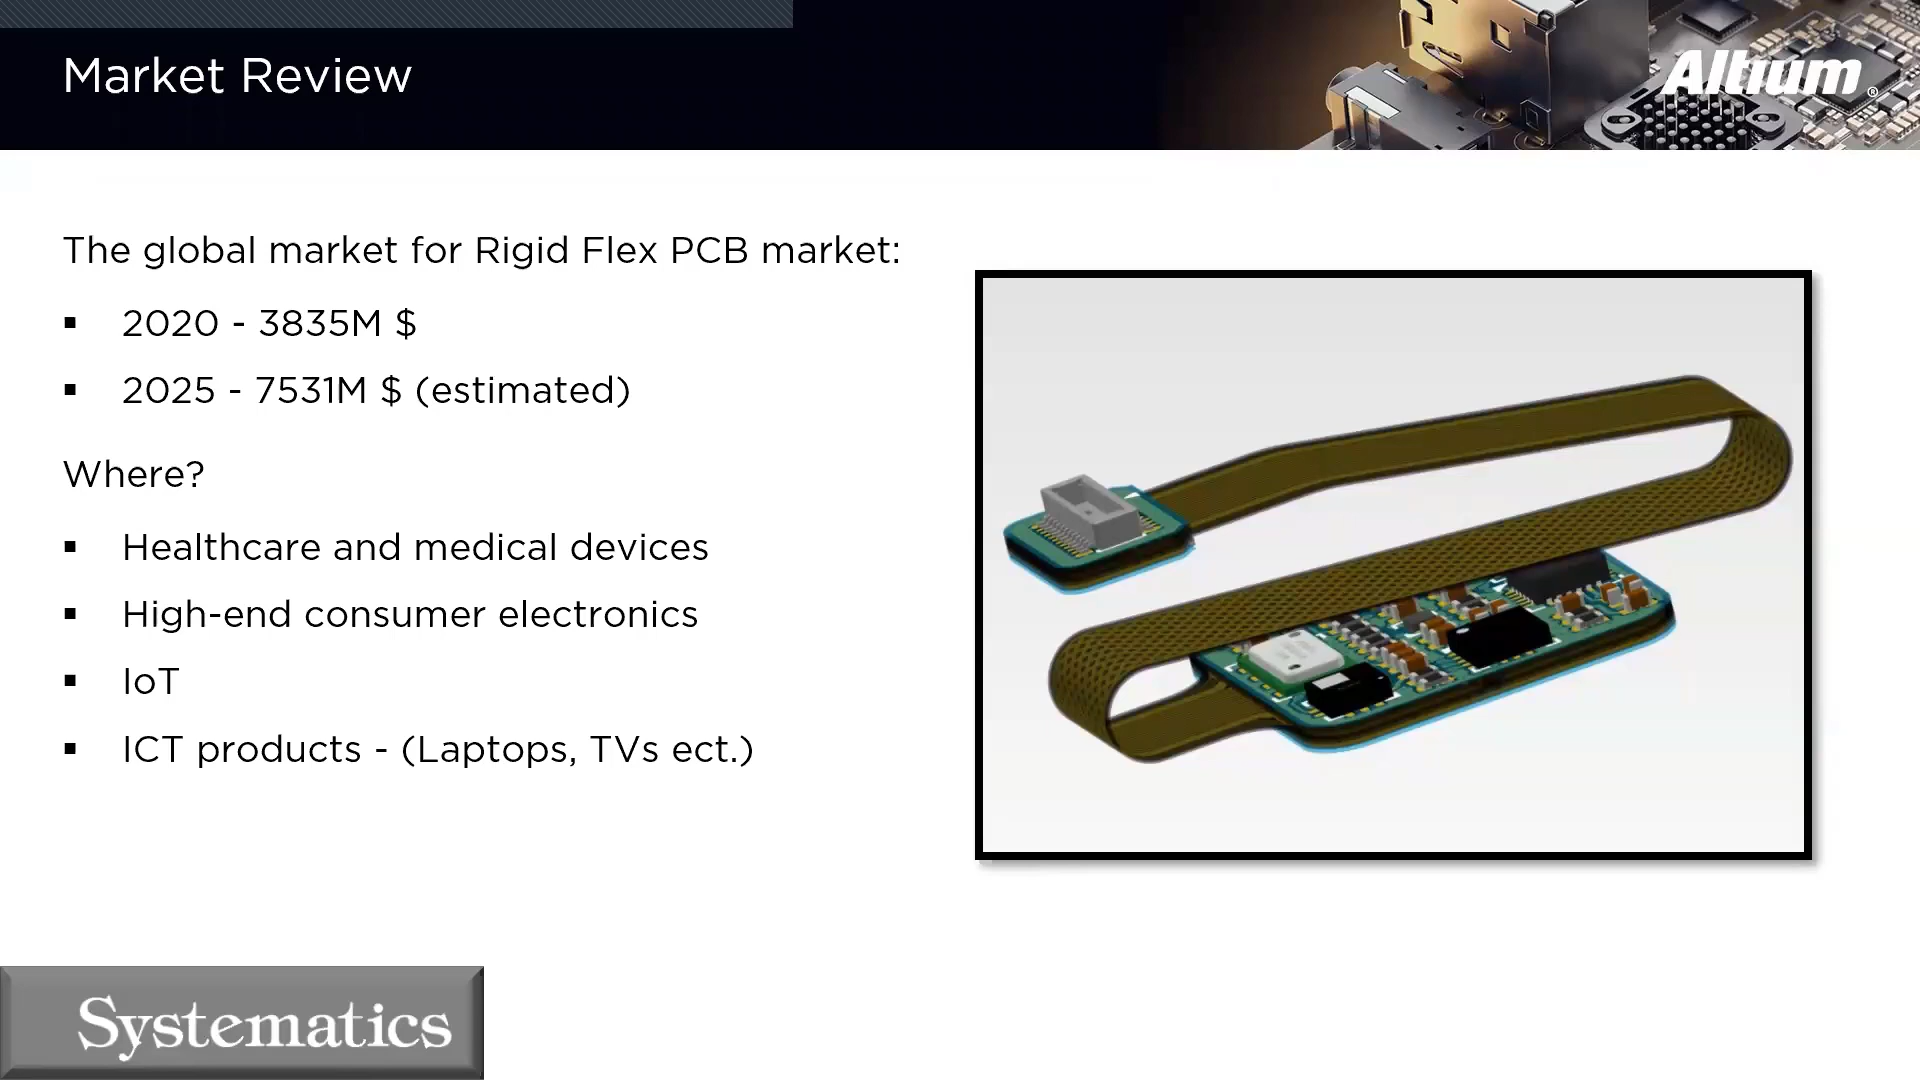 Market Review
Altium®
The global market for Rigid Flex PCB market:
▪ 2020 - 3835M $
▪ 2025 - 7531M $ (estimated)
Where?
▪ Healthcare and medical devices
▪ High-end consumer electronics
▪ IoT
▪ ICT products - (Laptops, TVs ect.)
Systematics